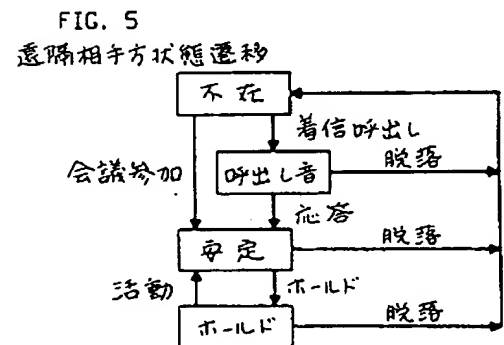 FIG. 5
遠隔相手方状態遷移
不在
着信呼出し
会議参加
呼出し音
脱落
応答
安定
脱落
活動
ホールド
ホールド
脱落